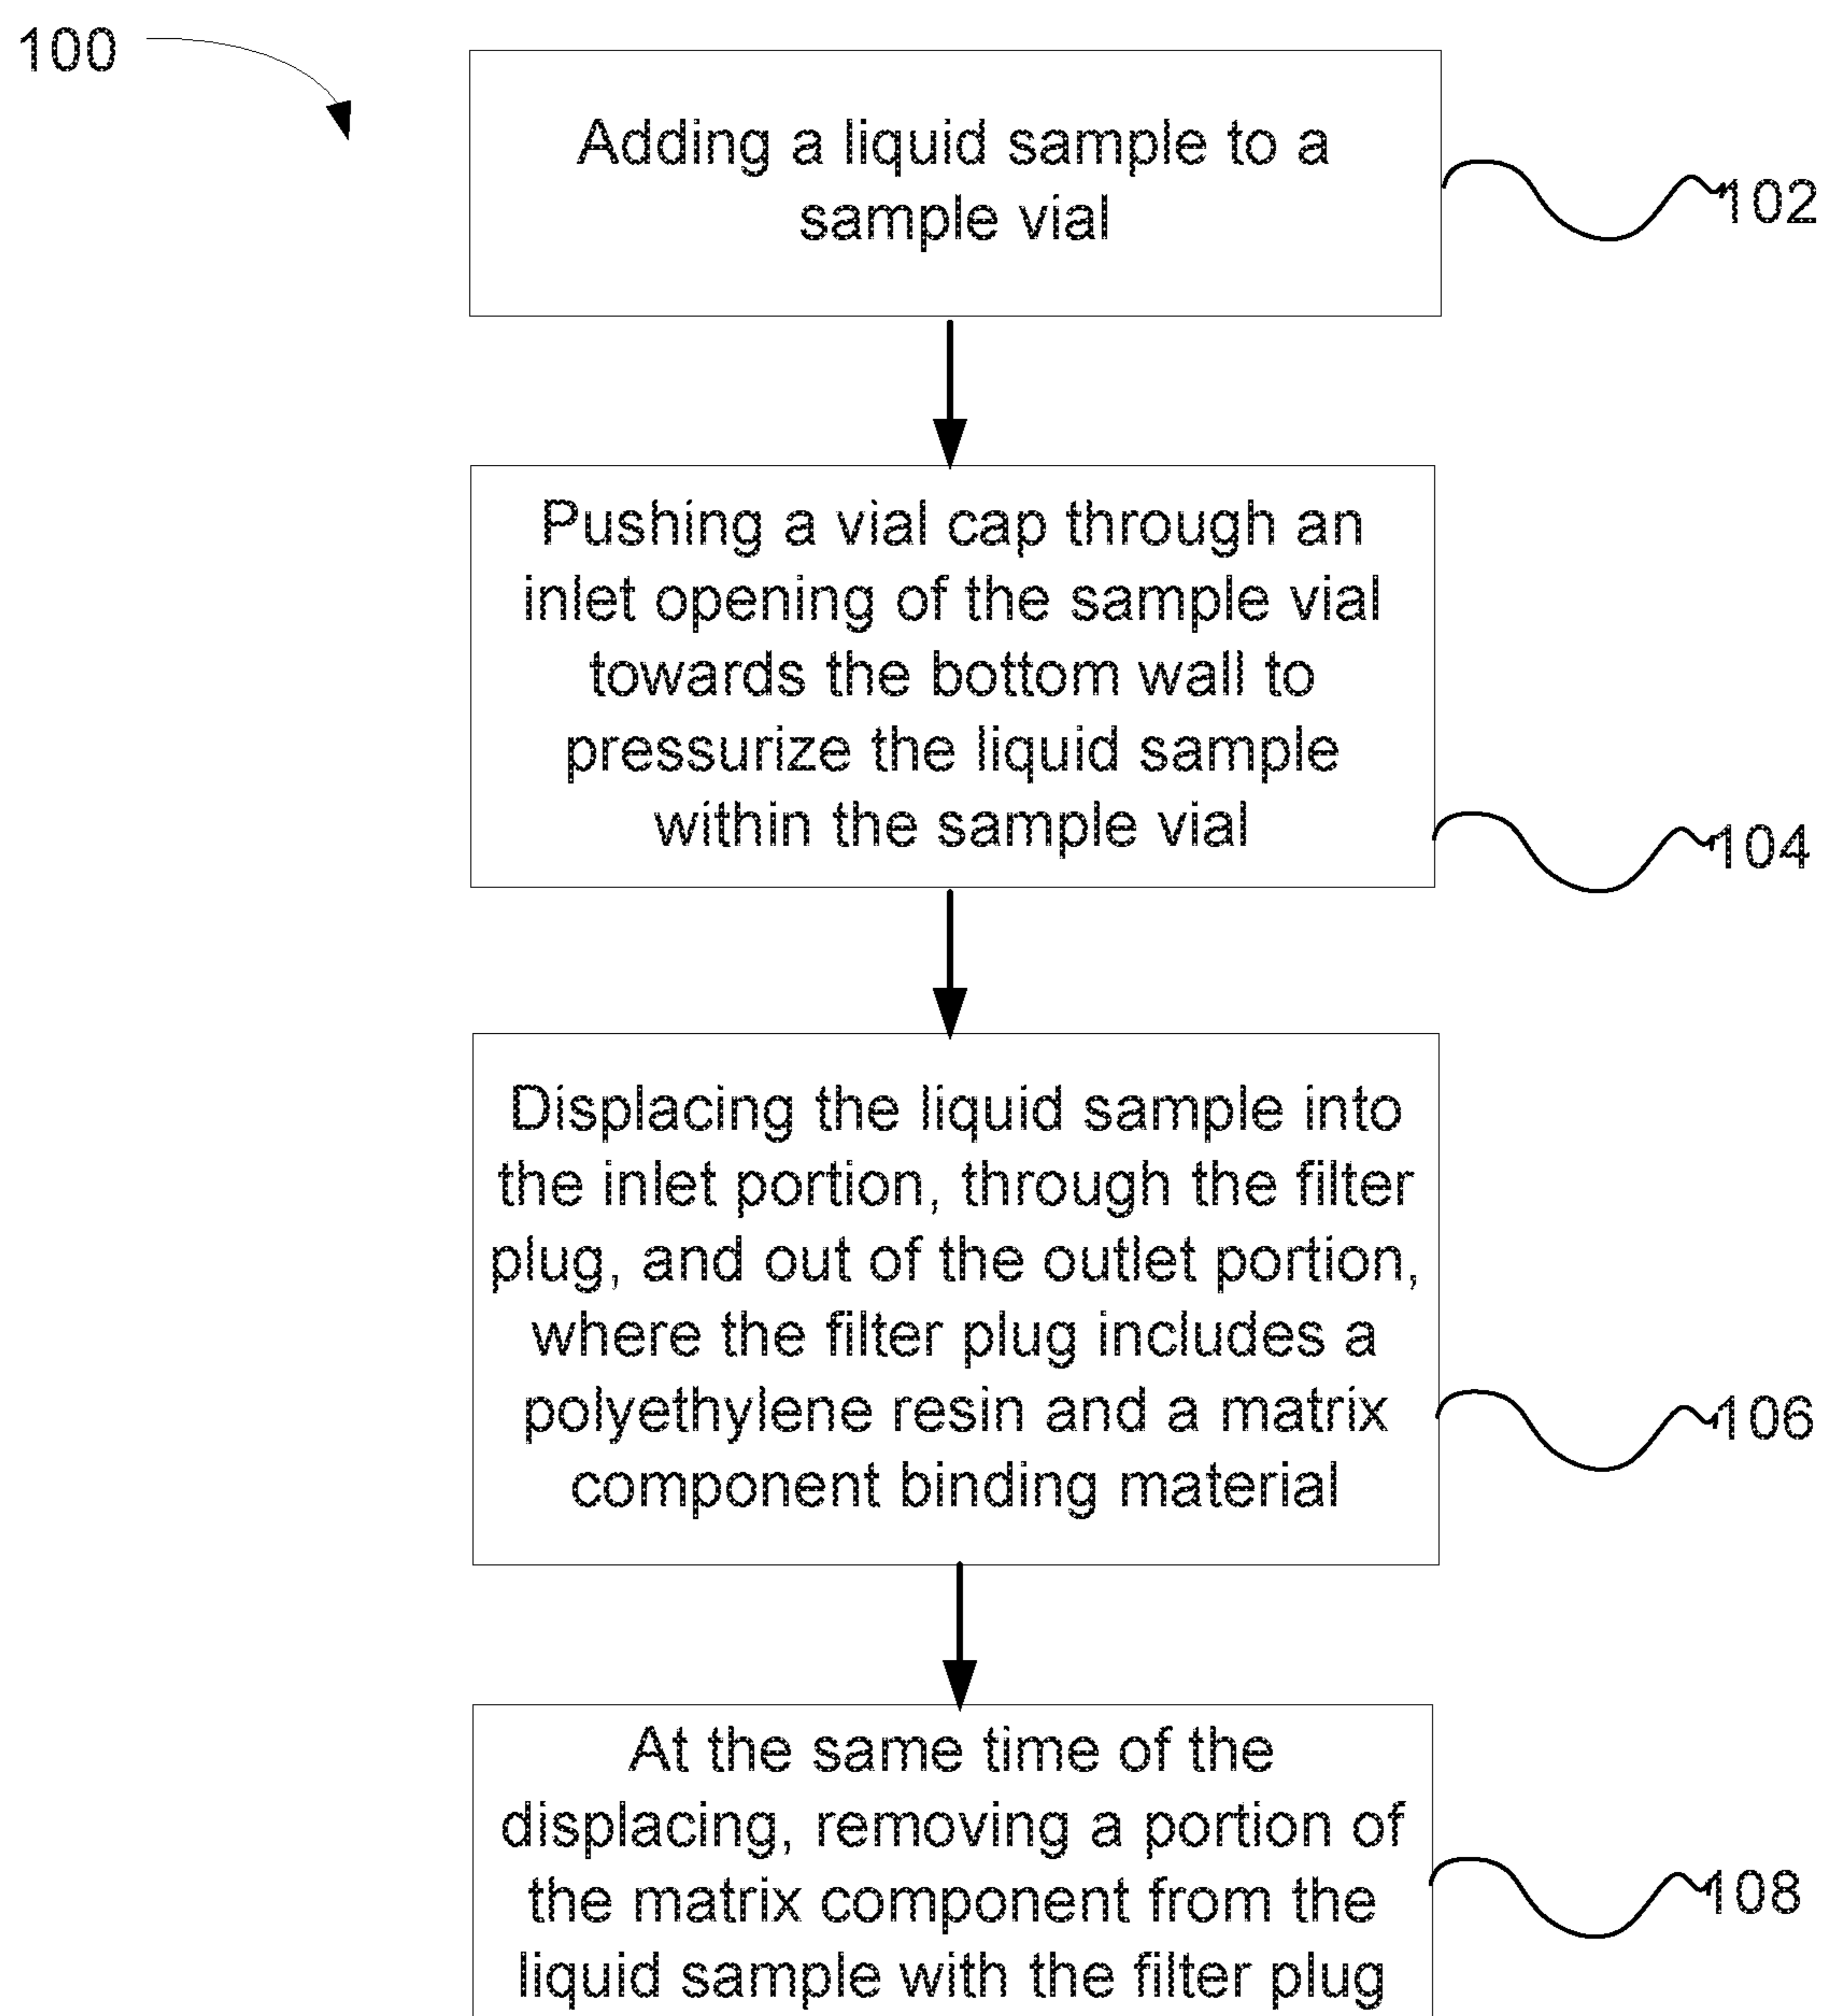 100
Adding a liquid sample to a
sample vial
102
Pushing a vial cap through an
inlet opening of the sample vial
towards the bottom wall to
pressurize the liquid sample
within the sample vial
104
Displacing the liquid sample into
the inlet portion, through the filter
plug, and out of the outlet portion,
where the filter plug includes a
polyethylene resin and a matrix
component binding material
106
At the same time of the
displacing, removing a portion of
the matrix component from the
liquid sample with the filter plug
108